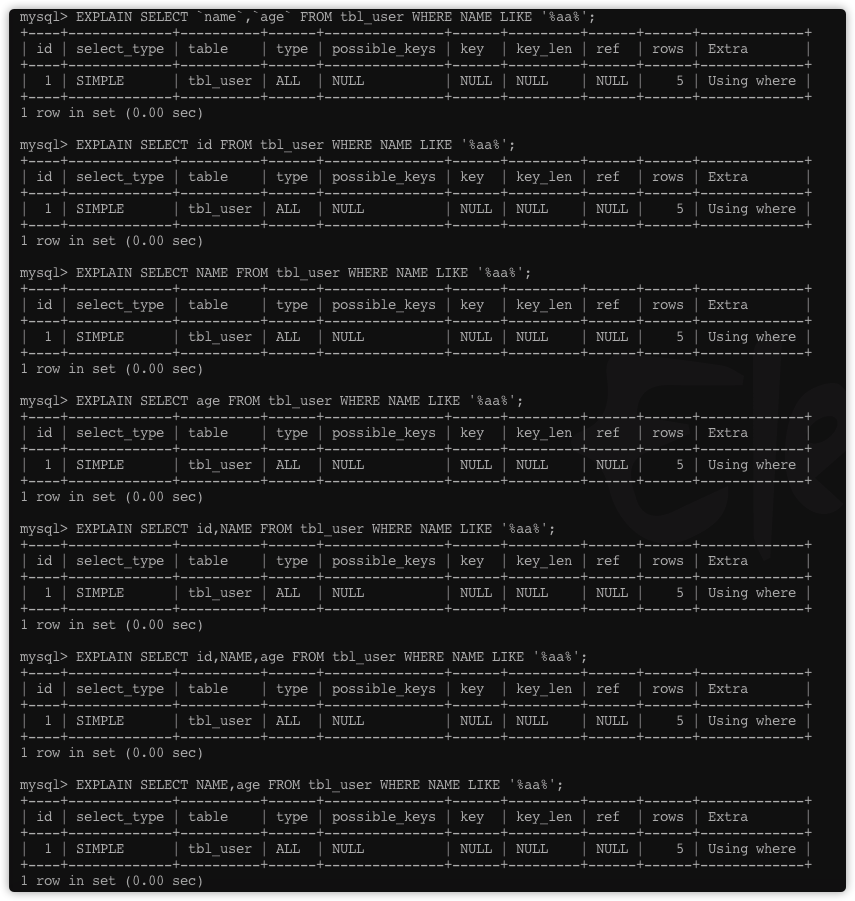 mysql> EXPLAIN SELECT `name`,`age` FROM tbl_user WHERE NAME LIKE '%aa%';
+----+-------------+----------+------+---------------+------+---------+------+------+-------------+
| id | select_type | table    | type | possible_keys | key  | key_len | ref  | rows | Extra       |
+----+-------------+----------+------+---------------+------+---------+------+------+-------------+
|  1 | SIMPLE      | tbl_user | ALL  | NULL          | NULL | NULL    | NULL |    5 | Using where |
+----+-------------+----------+------+---------------+------+---------+------+------+-------------+
1 row in set (0.00 sec)
mysql> EXPLAIN SELECT id FROM tbl_user WHERE NAME LIKE '%aa%';
+----+-------------+----------+------+---------------+------+---------+------+------+-------------+
| id | select_type | table    | type | possible_keys | key  | key_len | ref  | rows | Extra       |
+----+-------------+----------+------+---------------+------+---------+------+------+-------------+
|  1 | SIMPLE      | tbl_user | ALL  | NULL          | NULL | NULL    | NULL |    5 | Using where |
+----+-------------+----------+------+---------------+------+---------+------+------+-------------+
1 row in set (0.00 sec)
mysql> EXPLAIN SELECT NAME FROM tbl_user WHERE NAME LIKE '%aa%';
+----+-------------+----------+------+---------------+------+---------+------+------+-------------+
| id | select_type | table    | type | possible_keys | key  | key_len | ref  | rows | Extra       |
+----+-------------+----------+------+---------------+------+---------+------+------+-------------+
|  1 | SIMPLE      | tbl_user | ALL  | NULL          | NULL | NULL    | NULL |    5 | Using where |
+----+-------------+----------+------+---------------+------+---------+------+------+-------------+
1 row in set (0.00 sec)
mysql> EXPLAIN SELECT age FROM tbl_user WHERE NAME LIKE '%aa%';
+----+-------------+----------+------+---------------+------+---------+------+------+-------------+
| id | select_type | table    | type | possible_keys | key  | key_len | ref  | rows | Extra       |
+----+-------------+----------+------+---------------+------+---------+------+------+-------------+
|  1 | SIMPLE      | tbl_user | ALL  | NULL          | NULL | NULL    | NULL |    5 | Using where |
+----+-------------+----------+------+---------------+------+---------+------+------+-------------+
1 row in set (0.00 sec)
mysql> EXPLAIN SELECT id,NAME FROM tbl_user WHERE NAME LIKE '%aa%';
+----+-------------+----------+------+---------------+------+---------+------+------+-------------+
| id | select_type | table    | type | possible_keys | key  | key_len | ref  | rows | Extra       |
+----+-------------+----------+------+---------------+------+---------+------+------+-------------+
|  1 | SIMPLE      | tbl_user | ALL  | NULL          | NULL | NULL    | NULL |    5 | Using where |
+----+-------------+----------+------+---------------+------+---------+------+------+-------------+
1 row in set (0.00 sec)
mysql> EXPLAIN SELECT id,NAME,age FROM tbl_user WHERE NAME LIKE '%aa%';
+----+-------------+----------+------+---------------+------+---------+------+------+-------------+
| id | select_type | table    | type | possible_keys | key  | key_len | ref  | rows | Extra       |
+----+-------------+----------+------+---------------+------+---------+------+------+-------------+
|  1 | SIMPLE      | tbl_user | ALL  | NULL          | NULL | NULL    | NULL |    5 | Using where |
+----+-------------+----------+------+---------------+------+---------+------+------+-------------+
1 row in set (0.00 sec)
mysql> EXPLAIN SELECT NAME,age FROM tbl_user WHERE NAME LIKE '%aa%';
+----+-------------+----------+------+---------------+------+---------+------+------+-------------+
| id | select_type | table    | type | possible_keys | key  | key_len | ref  | rows | Extra       |
+----+-------------+----------+------+---------------+------+---------+------+------+-------------+
|  1 | SIMPLE      | tbl_user | ALL  | NULL          | NULL | NULL    | NULL |    5 | Using where |
+----+-------------+----------+------+---------------+------+---------+------+------+-------------+
1 row in set (0.00 sec)